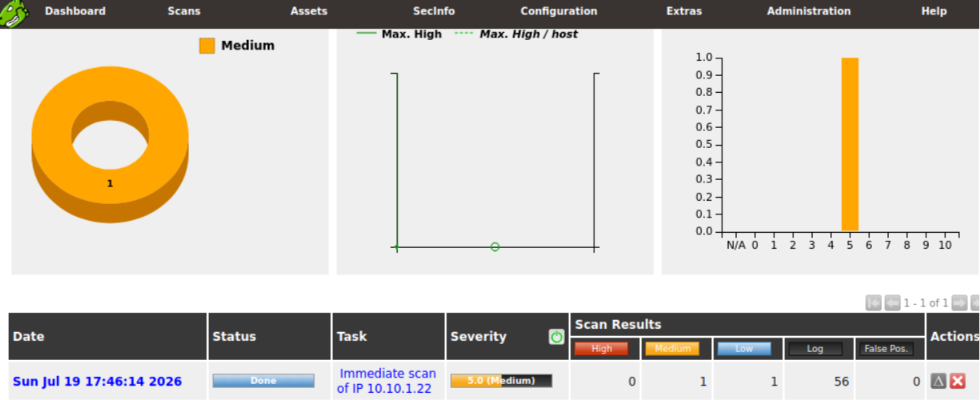 Dashboard Scans Assets SecInfo Configuration Extras Administration Help
Medium
1
Max. High Max. High / host
1.0
0.9
0.8
0.7
0.6
0.5
0.4
0.3
0.2
0.1
0.0
N/A 0 1 2 3 4 5 6 7 8 9 10
1 - 1 of 1
Date Status Task Severity Scan Results Actions
High Medium Low Log False Pos.
Sun Jul 19 17:46:14 2026 Done Immediate scan 5.0 (Medium) 0 1 1 56 0
of IP 10.10.1.22